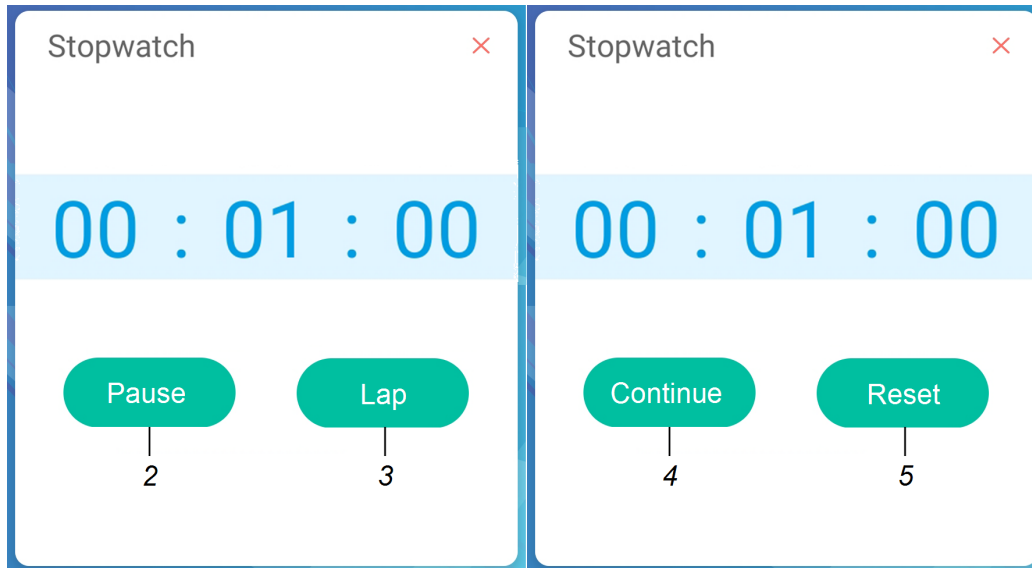 Stopwatch
00 : 01 : 00
Pause Lap
2 3
Stopwatch
00 : 01 : 00
Continue Reset
4 5